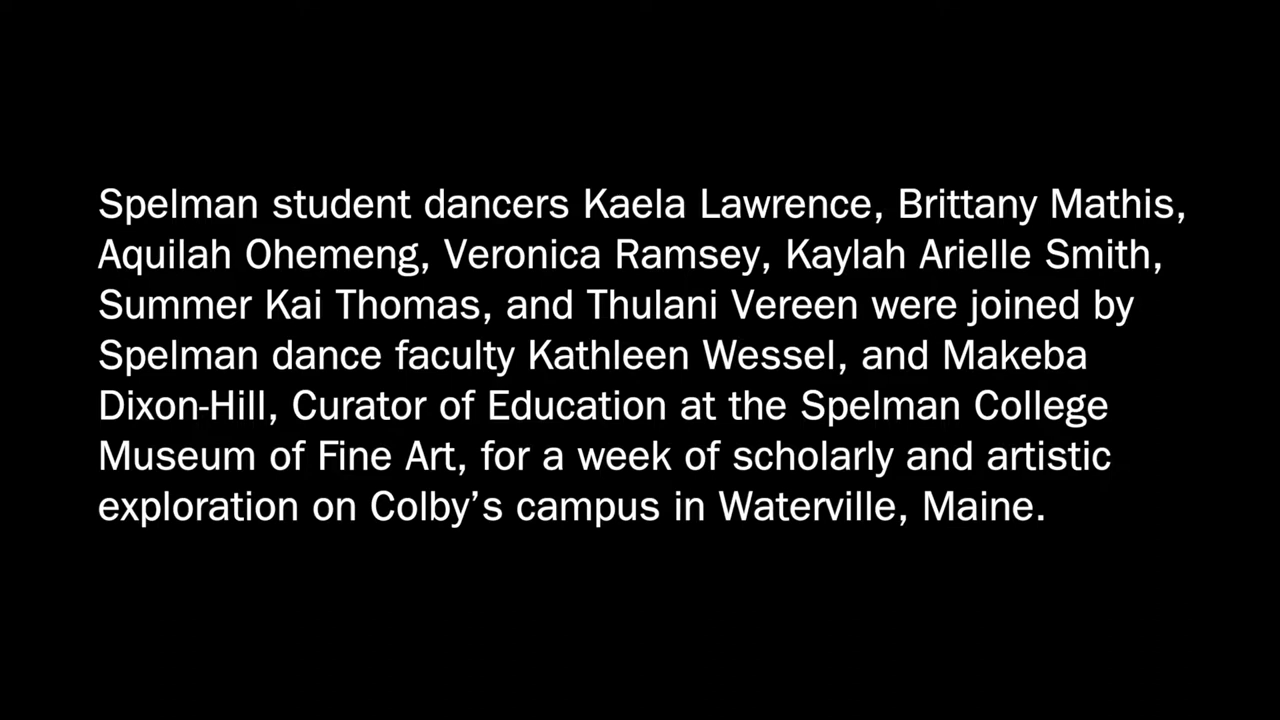 Spelman student dancers Kaela Lawrence, Brittany Mathis,
Aquilah Ohemeng, Veronica Ramsey, Kaylah Arielle Smith,
Summer Kai Thomas, and Thulani Vereen were joined by
Spelman dance faculty Kathleen Wessel, and Makeba
Dixon-Hill, Curator of Education at the Spelman College
Museum of Fine Art, for a week of scholarly and artistic
exploration on Colby’s campus in Waterville, Maine.